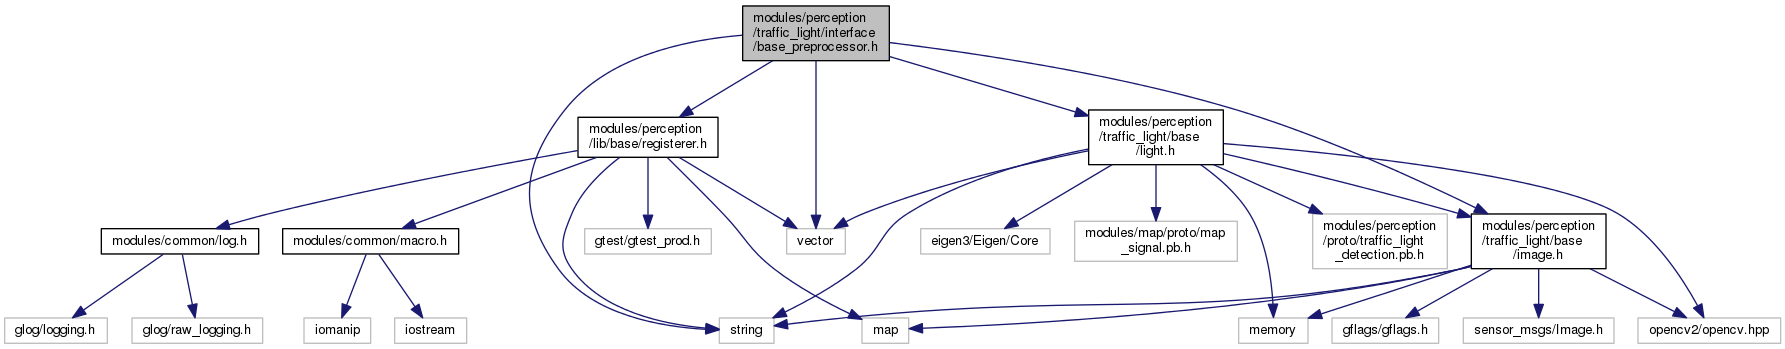 modules/perception
/traffic_light/interface
/base_preprocessor.h
modules/perception
/lib/base/registerer.h
modules/perception
/traffic_light/base
/light.h
modules/common/log.h
modules/common/macro.h
gtest/gtest_prod.h
vector
eigen3/Eigen/Core
modules/map/proto/map
_signal.pb.h
modules/perception
/proto/traffic_light
_detection.pb.h
modules/perception
/traffic_light/base
/image.h
glog/logging.h
glog/raw_logging.h
iomanip
iostream
string
map
memory
gflags/gflags.h
sensor_msgs/Image.h
opencv2/opencv.hpp